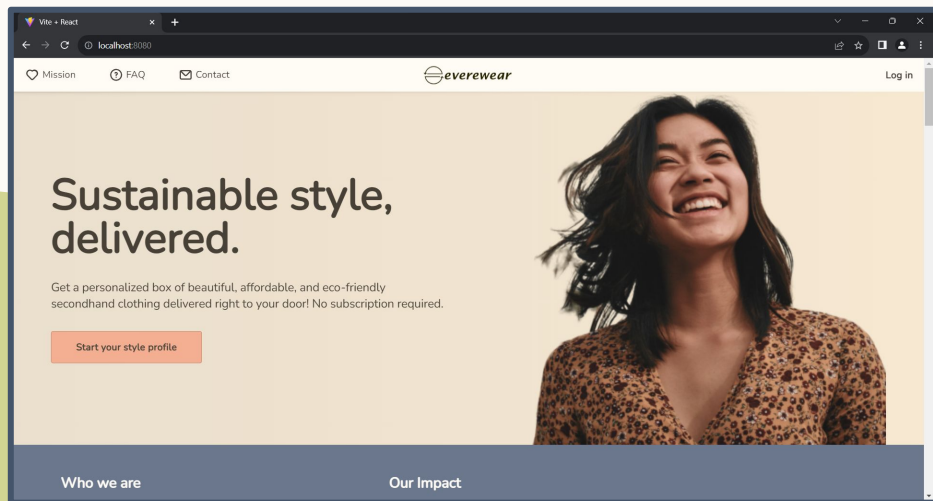 Vite + React
localhost:8080
Mission
FAQ
Contact
everewear
Log in
Sustainable style,
delivered.
Get a personalized box of beautiful, affordable, and eco-friendly
secondhand clothing delivered right to your door! No subscription required.
Start your style profile
Who we are
Our Impact